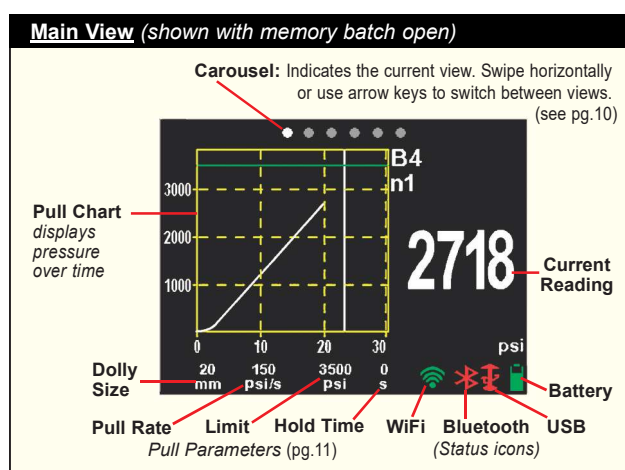 Main View (shown with memory batch open)
Carousel: Indicates the current view. Swipe horizontally
or use arrow keys to switch between views.
(see pg.10)
B4
n1
3000
2000
1000
0 10 20 30
Pull Chart
displays
pressure
over time
2718
Current
Reading
psi
20
mm
150
psi/s
3500
psi
0
s
Dolly
Size
Battery
Pull Rate Limit Hold Time WiFi Bluetooth USB
Pull Parameters (pg.11) (Status icons)